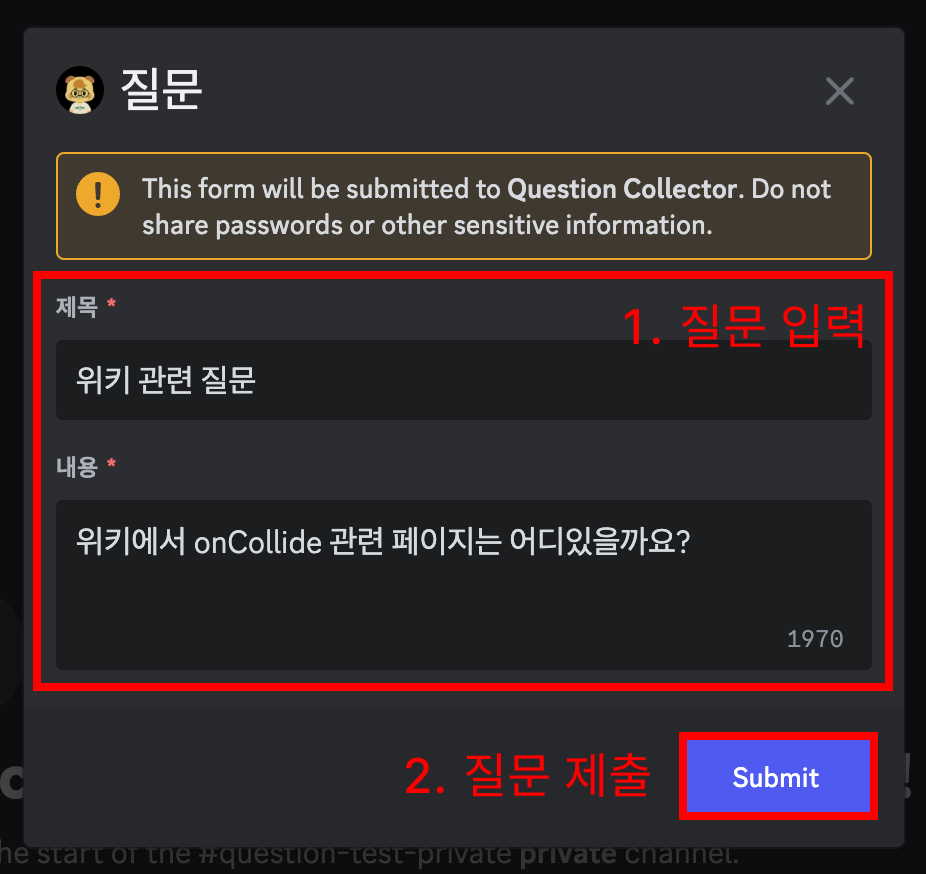 질문
This form will be submitted to Question Collector. Do not
share passwords or other sensitive information.
제목 *
1. 질문 입력
위키 관련 질문
내용 *
위키에서 onCollide 관련 페이지는 어디있을까요?
1970
2. 질문 제출
Submit
!
the start of the #question-test-private private channel.